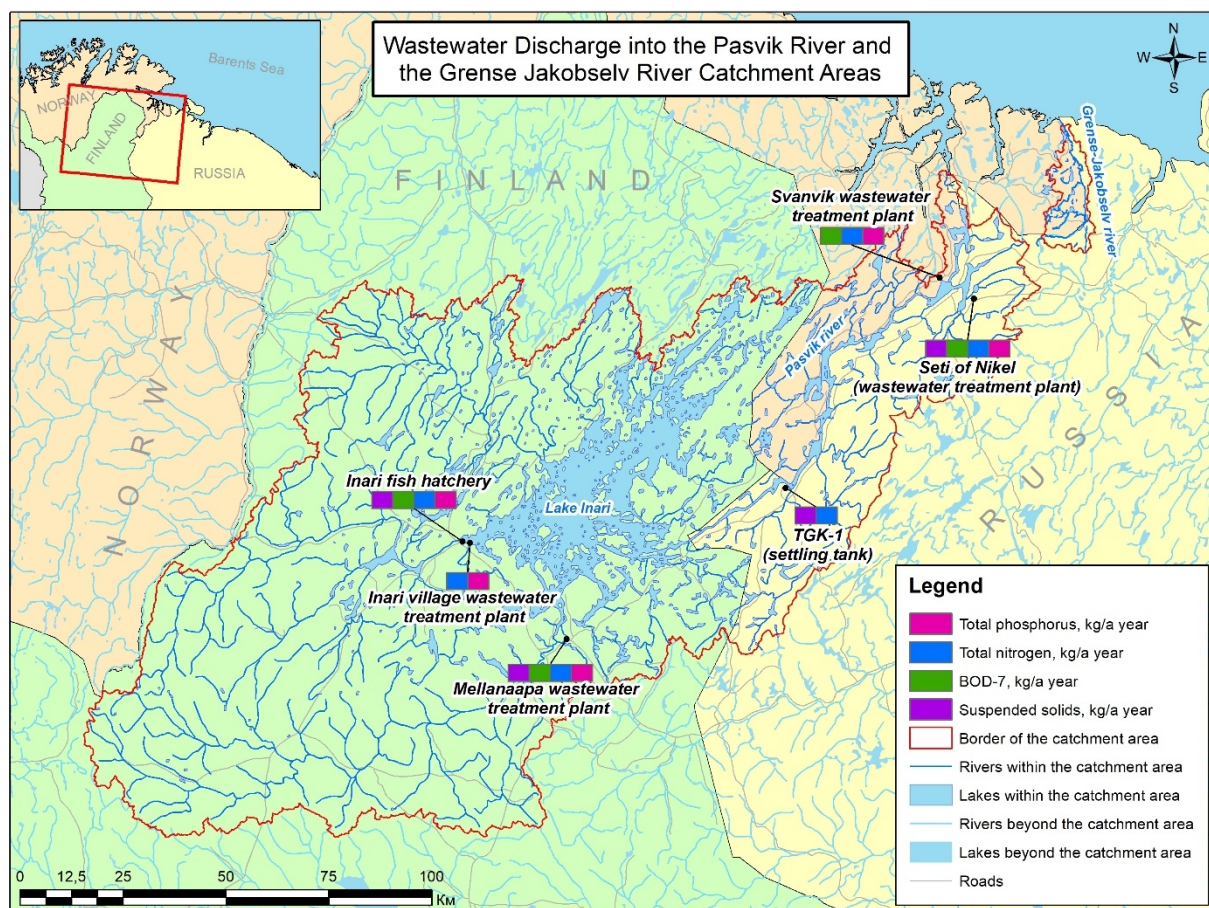 Wastewater Discharge into the Pasvik River and
the Grense Jakobselv River Catchment Areas
Barents Sea
NORWAY
FINLAND
RUSSIA
N
W
E
S
FINLAND
NORWAY
RUSSIA
Grense-Jakobselv river
Svanvik wastewater
treatment plant
Pasvik river
Seti of Nikel
(wastewater treatment plant)
Inari fish hatchery
Lake Inari
TGK-1
(settling tank)
Inari village wastewater
treatment plant
Mellanaapa wastewater
treatment plant
Legend
Total phosphorus, kg/a year
Total nitrogen, kg/a year
BOD-7, kg/a year
Suspended solids, kg/a year
Border of the catchment area
Rivers within the catchment area
Lakes within the catchment area
Rivers beyond the catchment area
Lakes beyond the catchment area
Roads
0 12,5 25 50 75 100
Км